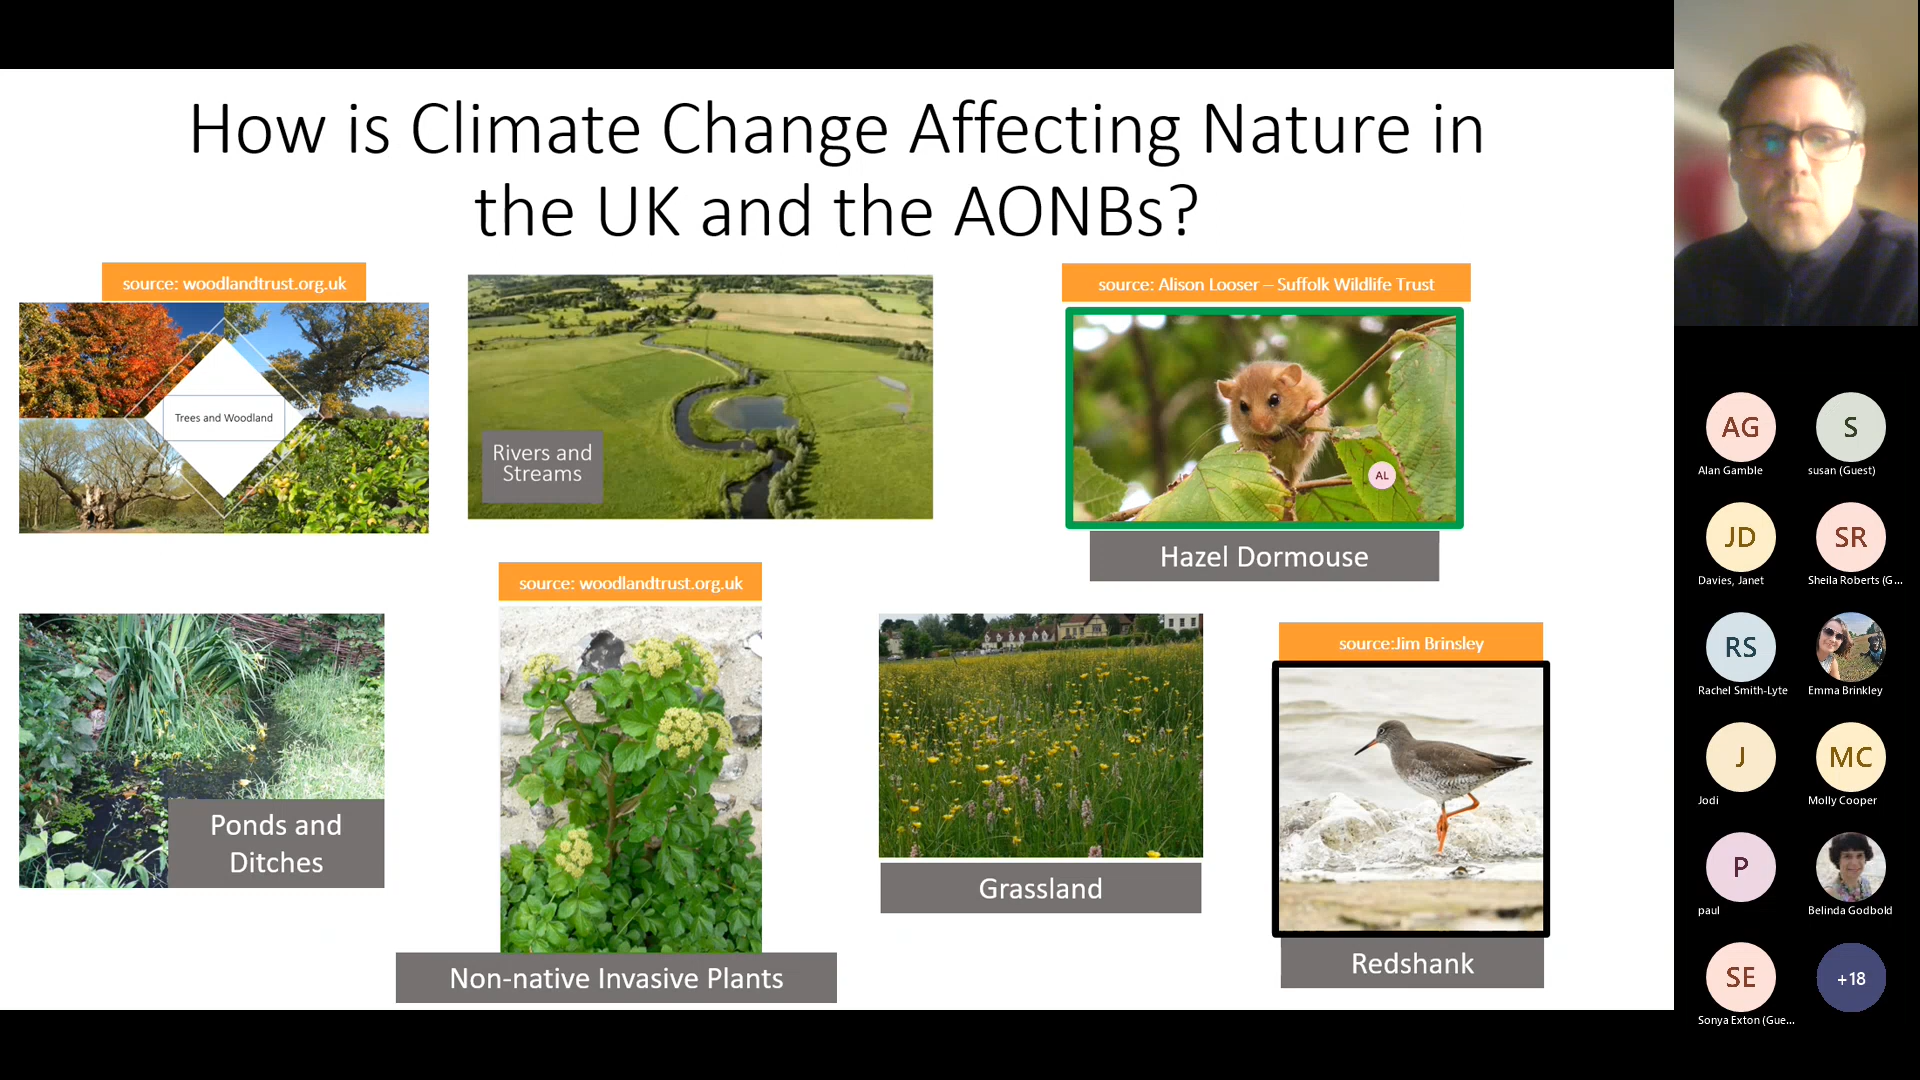 How is Climate Change Affecting Nature in
the UK and the AONBs?
source: woodlandtrust.org.uk
Trees and Woodland
Rivers and
Streams
source: Alison Looser – Suffolk Wildlife Trust
AL
Hazel Dormouse
Ponds and
Ditches
source: woodlandtrust.org.uk
Non-native Invasive Plants
Grassland
source:Jim Brinsley
Redshank
AG
Alan Gamble
S
susan (Guest)
JD
Davies, Janet
SR
Sheila Roberts (G...
RS
Rachel Smith-Lyte
Emma Brinkley
J
Jodi
MC
Molly Cooper
P
paul
Belinda Godbold
SE
Sonya Exton (Gue...
+18